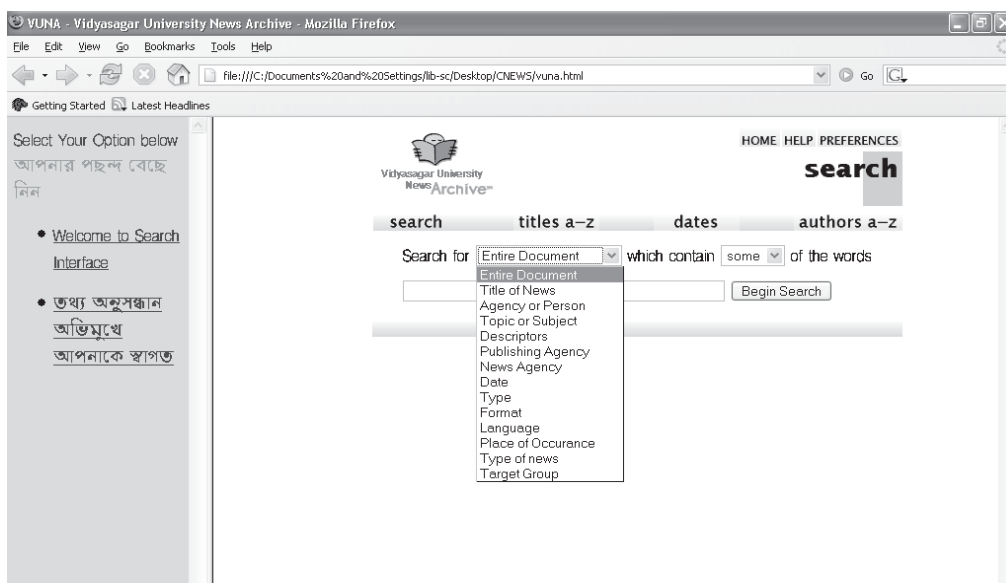 VUNA - Vidyasagar University News Archive - Mozilla Firefox
File Edit View Go Bookmarks Tools Help
file:///C:/Documents%20and%20Settings/lib-sc/Desktop/CNEWS/vuna.html
Go
Getting Started Latest Headlines
Select Your Option below
আপনার পছন্দ বেছে
নিন
Welcome to Search
Interface
তথ্য অনুসন্ধান
অভিমুখে
আপনাকে স্বাগত
Vidyasagar University
News Archive
HOME HELP PREFERENCES
search
search titles a–z dates authors a–z
Search for Entire Document which contain some of the words
Begin Search
Entire Document
Title of News
Agency or Person
Topic or Subject
Descriptors
Publishing Agency
News Agency
Date
Type
Format
Language
Place of Occurance
Type of news
Target Group